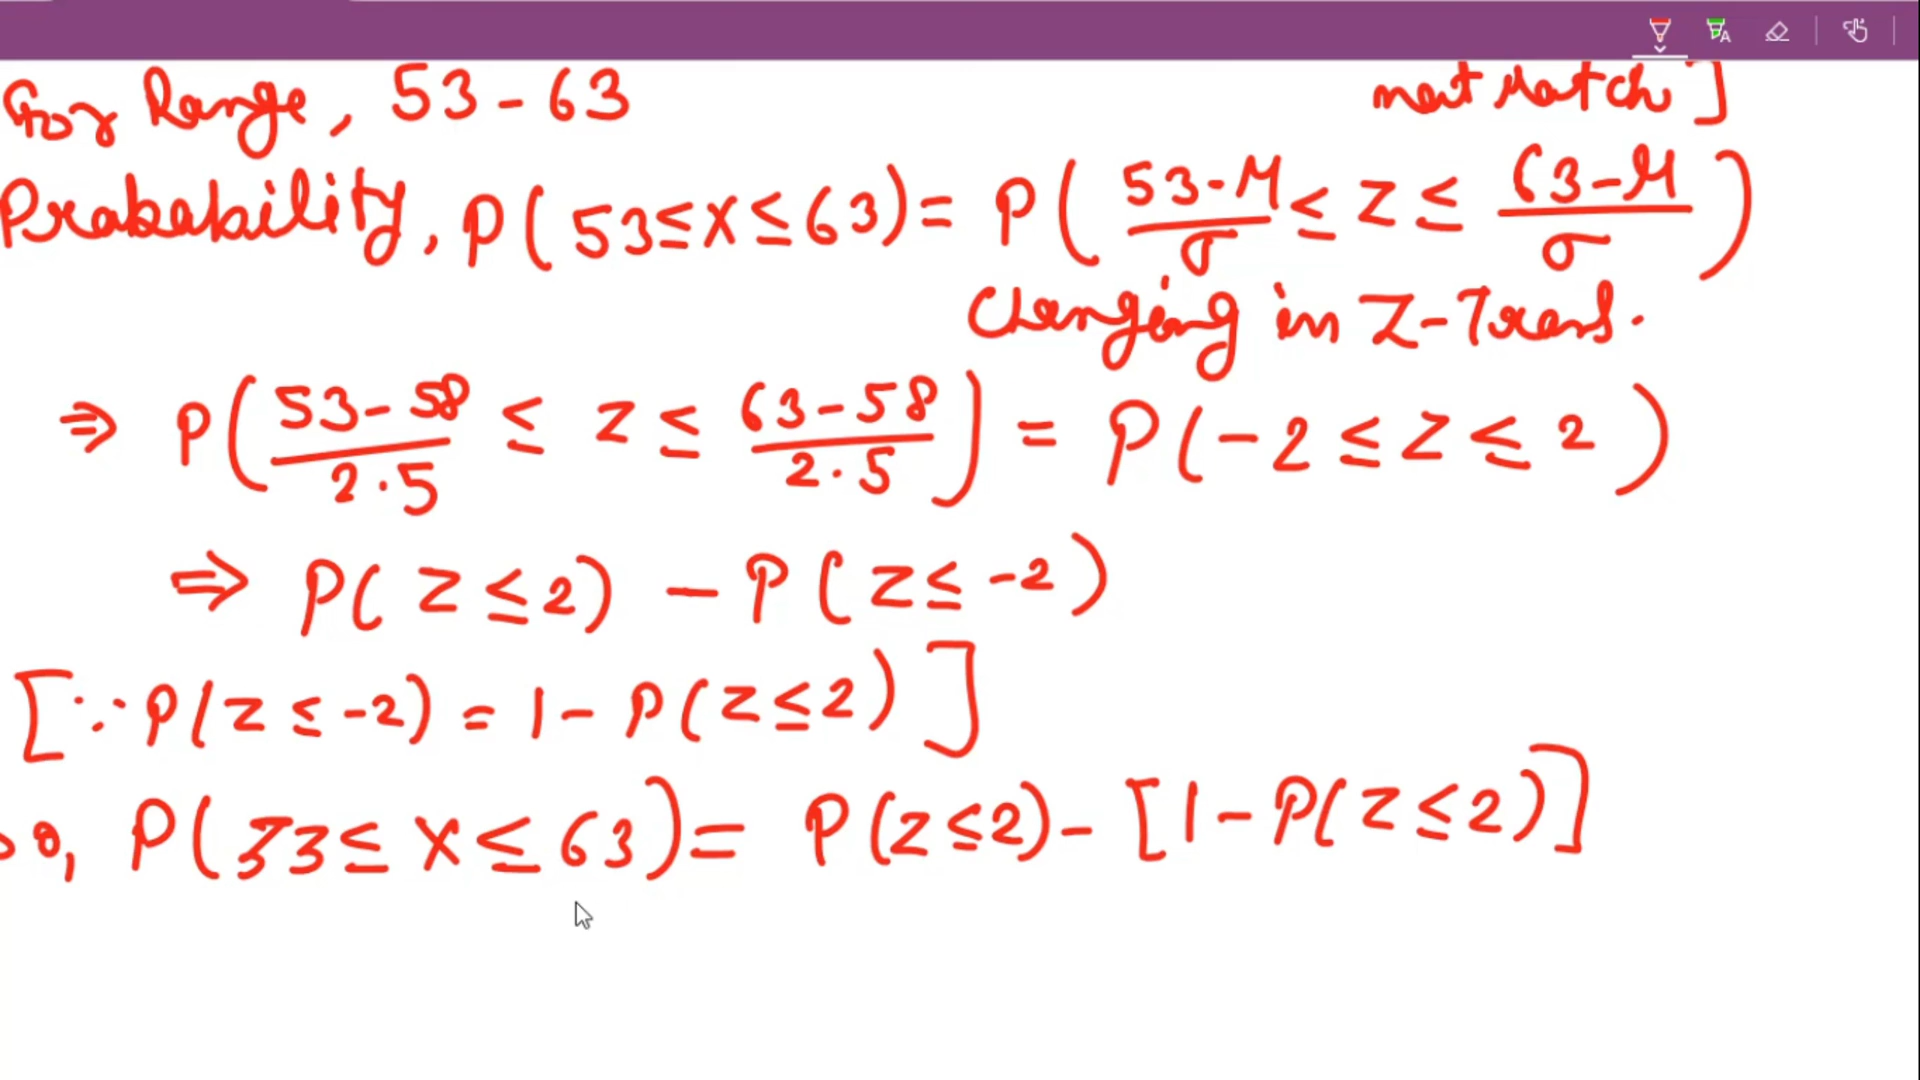 For Range, 53 - 63
not Match ]
Probability, P( 53 ≤ X ≤ 63 ) = P( (53-μ)/σ ≤ Z ≤ (63-μ)/σ )
Changing in Z-Trans.
⇒ P( (53-58)/2.5 ≤ Z ≤ (63-58)/2.5 ) = P( -2 ≤ Z ≤ 2 )
⇒ P( Z ≤ 2 ) - P( Z ≤ -2 )
[ ∵ P( Z ≤ -2 ) = 1 - P( Z ≤ 2 ) ]
So, P( 53 ≤ X ≤ 63 ) = P( Z ≤ 2 ) - [ 1 - P( Z ≤ 2 ) ]